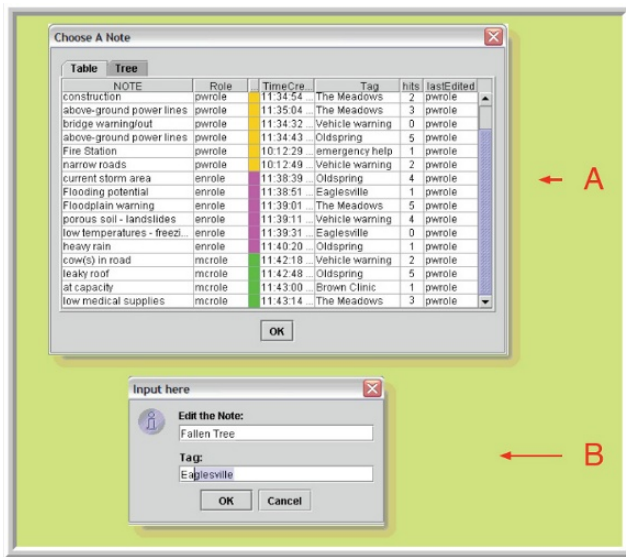 Choose A Note
Table Tree
NOTE Role ... TimeCre... Tag hits lastEdited
construction pwrole 11:34:54 ... The Meadows 2 pwrole
above-ground power lines pwrole 11:35:04 ... The Meadows 3 pwrole
bridge warning/out pwrole 11:34:32 ... Vehicle warning 0 pwrole
above-ground power lines pwrole 11:34:43 ... Oldspring 5 pwrole
Fire Station pwrole 10:12:29 ... emergency help 1 pwrole
narrow roads pwrole 10:12:49 ... Vehicle warning 2 pwrole
current storm area enrole 11:38:39 ... Oldspring 4 pwrole
Flooding potential enrole 11:38:51 ... Eaglesville 1 pwrole
Floodplain warning enrole 11:39:01 ... The Meadows 5 pwrole
porous soil - landslides enrole 11:39:11 ... Vehicle warning 4 pwrole
low temperatures - freezi... enrole 11:39:31 ... Eaglesville 0 pwrole
heavy rain enrole 11:40:20 ... Oldspring 1 pwrole
cow(s) in road mcrole 11:42:18 ... Vehicle warning 2 pwrole
leaky roof mcrole 11:42:48 ... Oldspring 5 pwrole
at capacity mcrole 11:43:00 ... Brown Clinic 1 pwrole
low medical supplies mcrole 11:43:14 ... The Meadows 3 pwrole
OK
A
Input here
Edit the Note:
Fallen Tree
Tag:
Eaglesville
OK Cancel
B